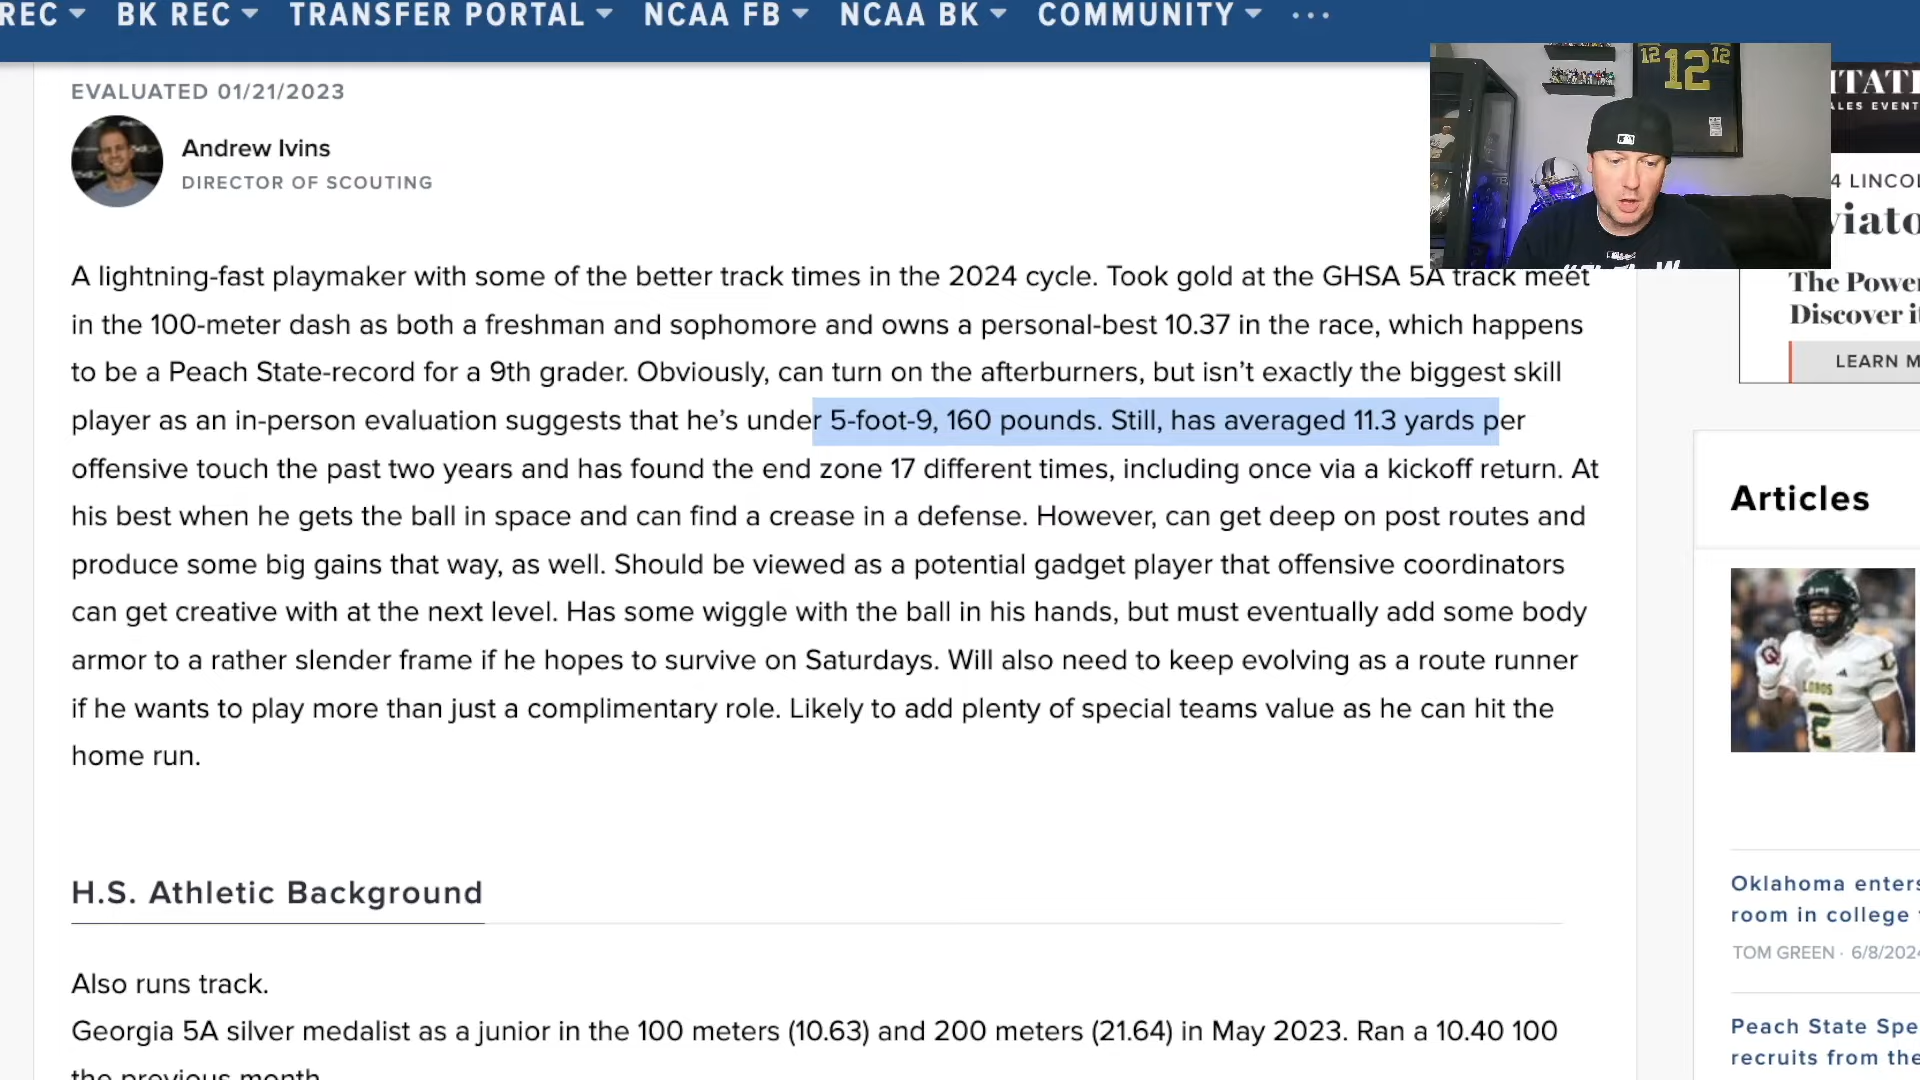 REC BK REC TRANSFER PORTAL NCAA FB NCAA BK COMMUNITY ...
EVALUATED 01/21/2023
Andrew Ivins
DIRECTOR OF SCOUTING
A lightning-fast playmaker with some of the better track times in the 2024 cycle. Took gold at the GHSA 5A track meet
in the 100-meter dash as both a freshman and sophomore and owns a personal-best 10.37 in the race, which happens
to be a Peach State-record for a 9th grader. Obviously, can turn on the afterburners, but isn’t exactly the biggest skill
player as an in-person evaluation suggests that he’s under 5-foot-9, 160 pounds. Still, has averaged 11.3 yards per
offensive touch the past two years and has found the end zone 17 different times, including once via a kickoff return. At
his best when he gets the ball in space and can find a crease in a defense. However, can get deep on post routes and
produce some big gains that way, as well. Should be viewed as a potential gadget player that offensive coordinators
can get creative with at the next level. Has some wiggle with the ball in his hands, but must eventually add some body
armor to a rather slender frame if he hopes to survive on Saturdays. Will also need to keep evolving as a route runner
if he wants to play more than just a complimentary role. Likely to add plenty of special teams value as he can hit the
home run.
H.S. Athletic Background
Also runs track.
Georgia 5A silver medalist as a junior in the 100 meters (10.63) and 200 meters (21.64) in May 2023. Ran a 10.40 100
the previous month.
12 12 12
4 LINCO
The Power
Discover i
LEARN M
Articles
LOBOS
2
Oklahoma enters
room in college
TOM GREEN · 6/8/2024
Peach State Spe
recruits from the